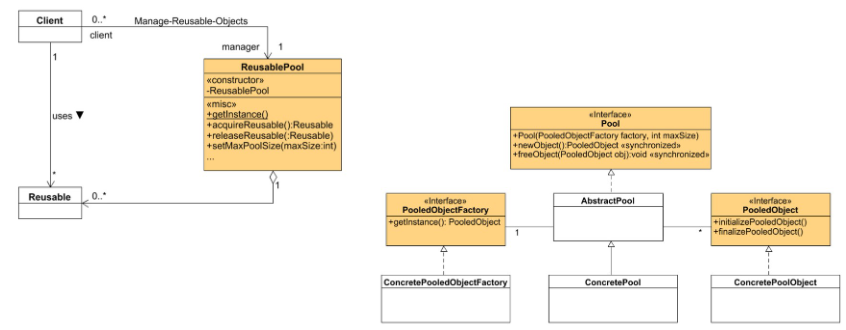 Client
0..*
Manage-Reusable-Objects
client
manager
1
1
uses ▼
*
ReusablePool
«constructor»
-ReusablePool
«misc»
+getInstance()
+acquireReusable():Reusable
+releaseReusable(:Reusable)
+setMaxPoolSize(maxSize:int)
...
1
Reusable
0..*
«Interface»
Pool
+Pool(PooledObjectFactory factory, int maxSize)
+newObject():PooledObject «synchronized»
+freeObject(PooledObject obj):void «synchronized»
«Interface»
PooledObjectFactory
+getInstance(): PooledObject
1
AbstractPool
*
«Interface»
PooledObject
+initializePooledObject()
+finalizePooledObject()
ConcretePooledObjectFactory
ConcretePool
ConcretePoolObject